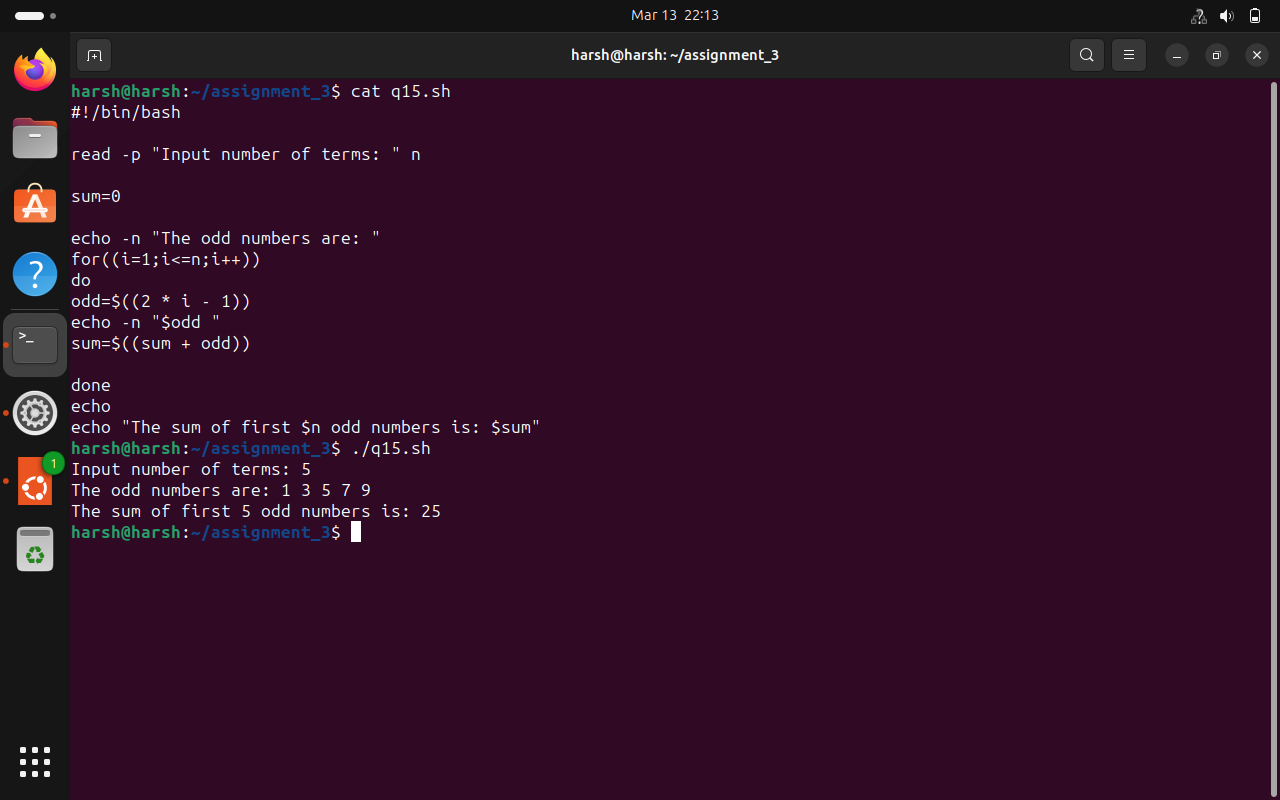 Mar 13 22:13
harsh@harsh: ~/assignment_3
harsh@harsh:~/assignment_3$ cat q15.sh
#!/bin/bash
read -p "Input number of terms: " n
sum=0
echo -n "The odd numbers are: "
for((i=1;i<=n;i++))
do
odd=$((2 * i - 1))
echo -n "$odd "
sum=$((sum + odd))
done
echo
echo "The sum of first $n odd numbers is: $sum"
harsh@harsh:~/assignment_3$ ./q15.sh
Input number of terms: 5
The odd numbers are: 1 3 5 7 9
The sum of first 5 odd numbers is: 25
harsh@harsh:~/assignment_3$
1